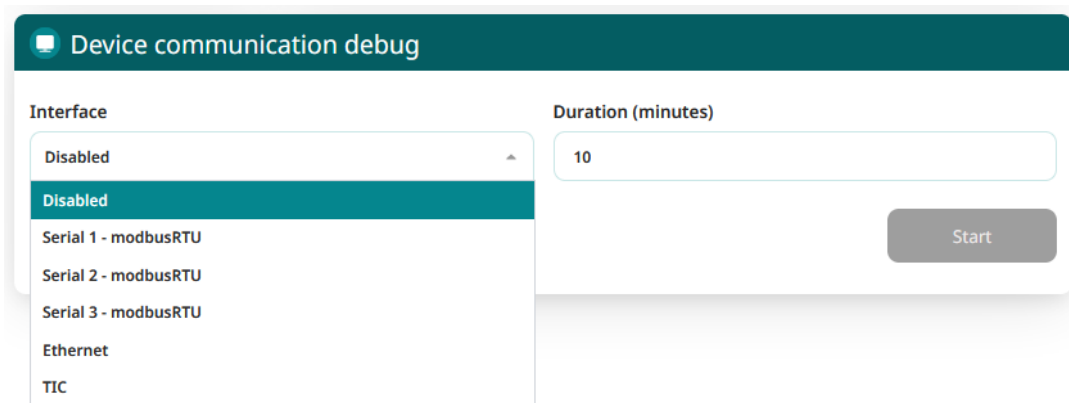 Device communication debug
Interface
Duration (minutes)
Disabled
10
Disabled
Serial 1 - modbusRTU
Start
Serial 2 - modbusRTU
Serial 3 - modbusRTU
Ethernet
TIC